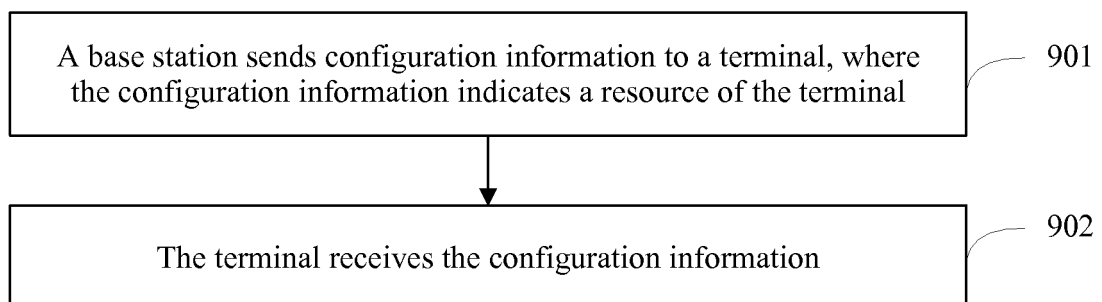 A base station sends configuration information to a terminal, where
the configuration information indicates a resource of the terminal
901
The terminal receives the configuration information
902